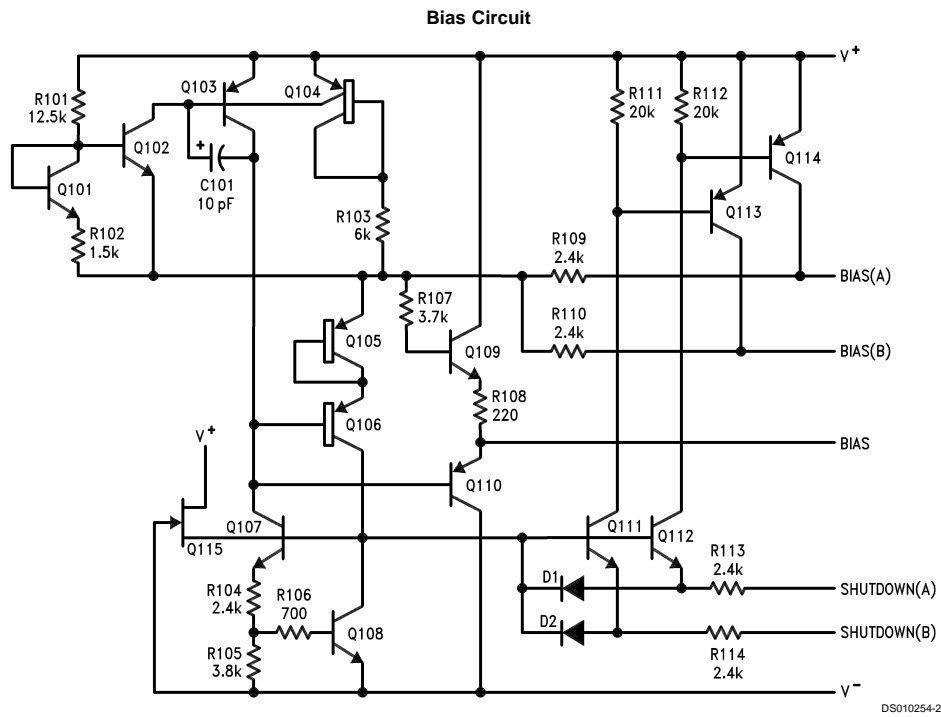 Bias Circuit
V+
Q103
Q104
R101
12.5k
R111
20k
R112
20k
Q102
Q114
Q101
C101
10 pF
+
R102
1.5k
R103
6k
Q113
R109
2.4k
BIAS(A)
R107
3.7k
R110
2.4k
Q105
Q109
BIAS(B)
R108
220
Q106
V+
BIAS
Q110
Q107
Q115
Q111
Q112
R113
2.4k
R104
2.4k
R106
700
D1
SHUTDOWN(A)
D2
SHUTDOWN(B)
Q108
R105
3.8k
R114
2.4k
V−
DS010254-2